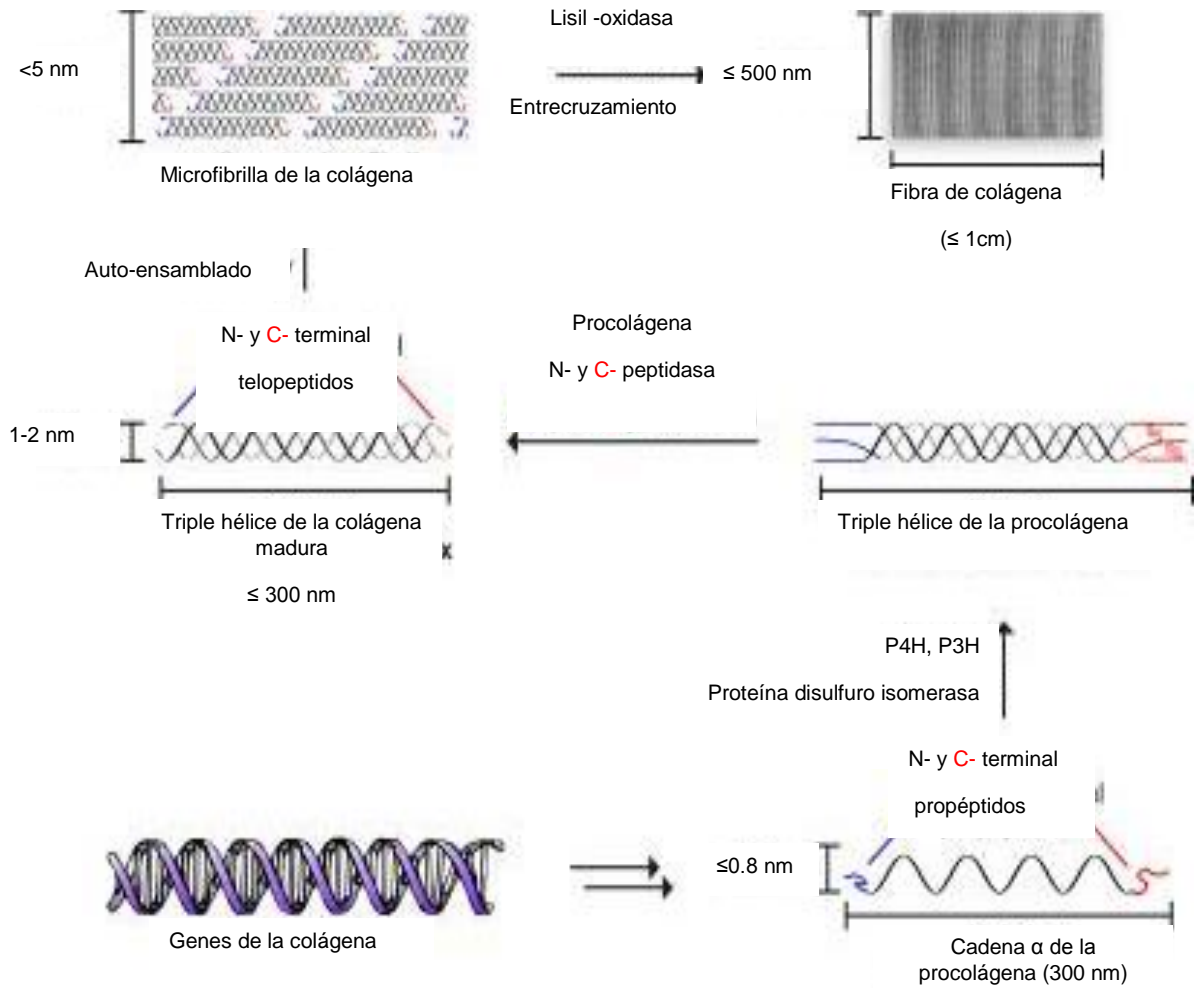 Lisil -oxidasa
<5 nm
≤ 500 nm
Entrecruzamiento
Microfibrilla de la colágena
Fibra de colágena
(≤ 1cm)
Auto-ensamblado
N- y C- terminal
telopeptidos
Procolágena
N- y C- peptidasa
1-2 nm
Triple hélice de la colágena
madura
≤ 300 nm
Triple hélice de la procolágena
P4H, P3H
Proteína disulfuro isomerasa
N- y C- terminal
propéptidos
≤0.8 nm
Genes de la colágena
Cadena α de la
procolágena (300 nm)